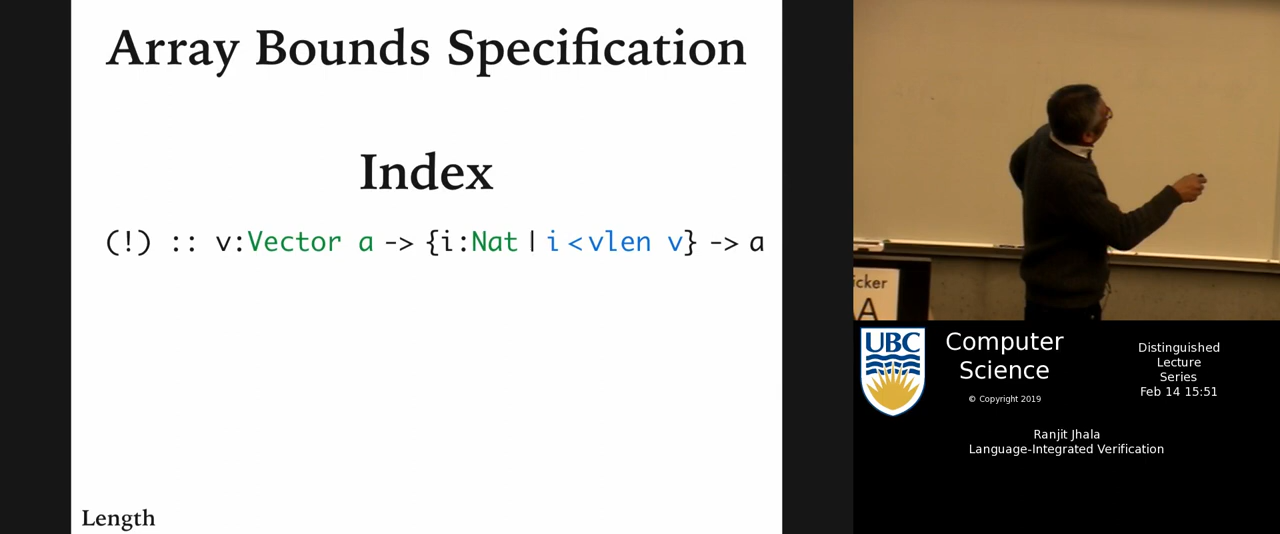 Array Bounds Specification
Index
(!) :: v:Vector a -> {i:Nat | i < vlen v} -> a
Length
icker
A
UBC
Computer
Science
© Copyright 2019
Distinguished
Lecture
Series
Feb 14 15:51
Ranjit Jhala
Language-Integrated Verification